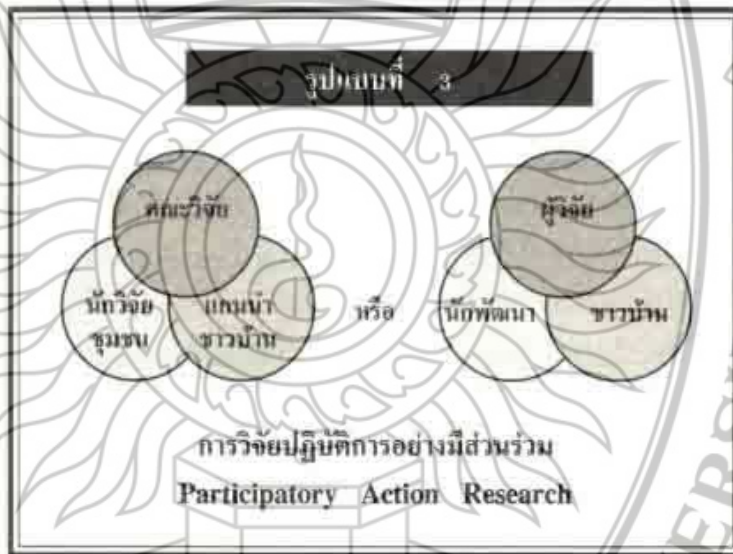 รูปแบบที่ 3
คณะวิจัย
นักวิจัย
ชุมชน
แกนนำ
ชาวบ้าน
หรือ
ผู้วิจัย
นักพัฒนา
ชาวบ้าน
การวิจัยปฏิบัติการอย่างมีส่วนร่วม
Participatory Action Research